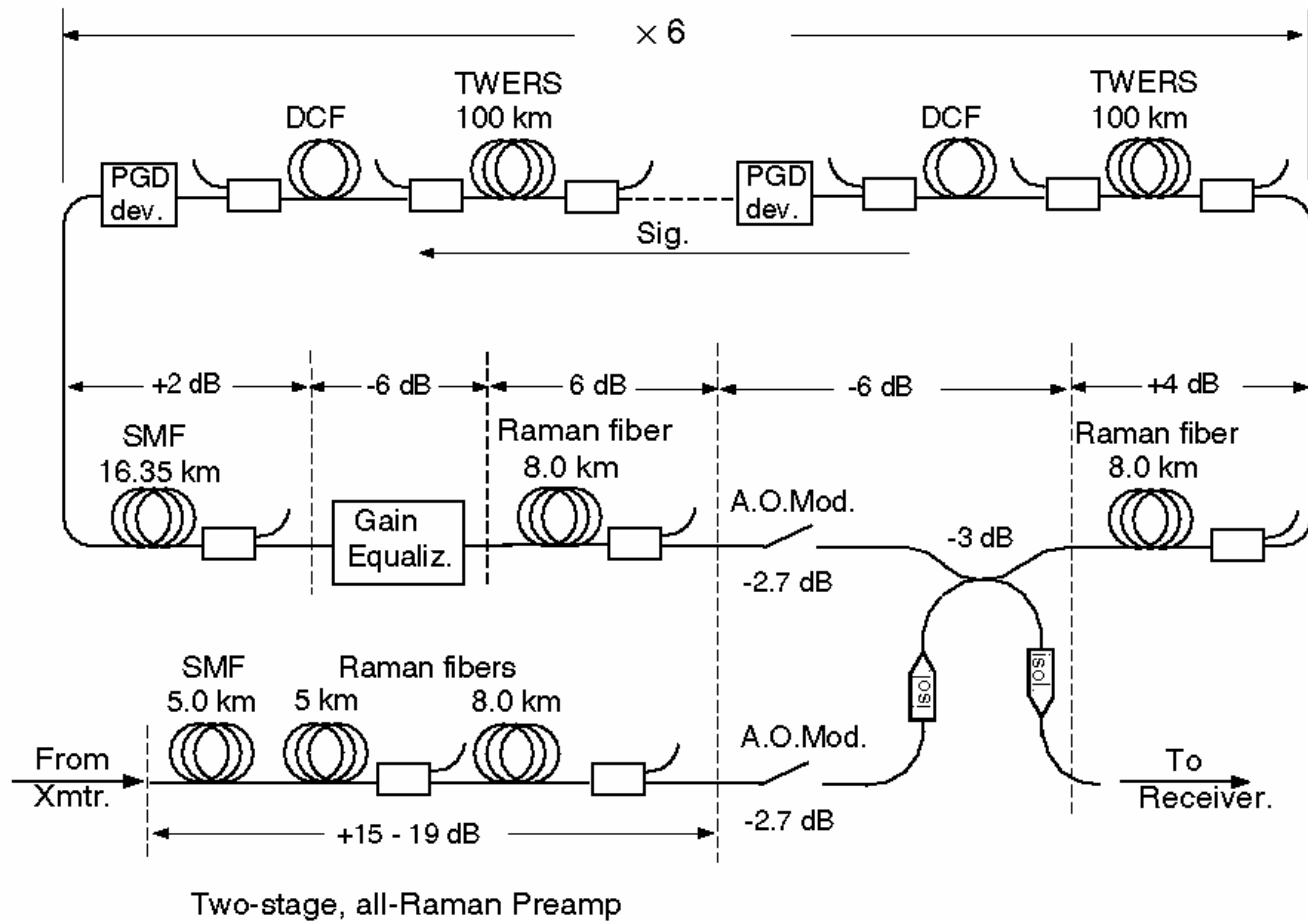 × 6
TWERS
100 km
DCF
TWERS
100 km
DCF
PGD
dev.
PGD
dev.
Sig.
+2 dB
-6 dB
6 dB
-6 dB
+4 dB
SMF
16.35 km
Raman fiber
8.0 km
Raman fiber
8.0 km
Gain
Equaliz.
A.O.Mod.
-2.7 dB
-3 dB
SMF
5.0 km
Raman fibers
5 km
8.0 km
isol.
isol.
From
Xmtr.
A.O.Mod.
-2.7 dB
To
Receiver.
+15 - 19 dB
Two-stage, all-Raman Preamp